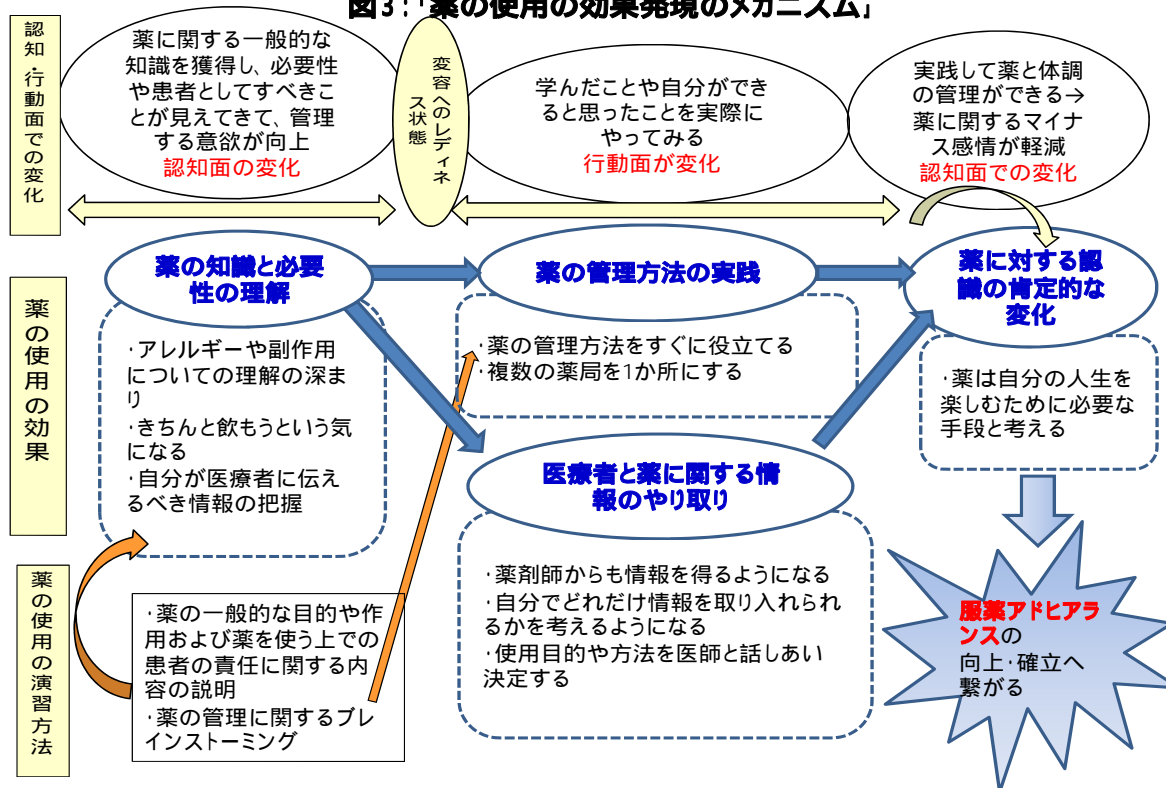 図3:「薬の使用の効果発現のメカニズム」
認知・行動面での変化
薬に関する一般的な
知識を獲得し、必要性
や患者としてすべきこ
とが見えてきて、管理
する意欲が向上
認知面の変化
変容へのレディネ
ス状態
学んだことや自分ができ
ると思ったことを実際に
やってみる
行動面が変化
実践して薬と体調
の管理ができる→
薬に関するマイナ
ス感情が軽減
認知面での変化
薬の使用の効果
薬の知識と必要
性の理解
・アレルギーや副作用
についての理解の深ま
り
・きちんと飲もうという気
になる
・自分が医療者に伝え
るべき情報の把握
薬の管理方法の実践
・薬の管理方法をすぐに役立てる
・複数の薬局を1か所にする
医療者と薬に関する情
報のやり取り
・薬剤師からも情報を得るようになる
・自分でどれだけ情報を取り入れられ
るかを考えるようになる
・使用目的や方法を医師と話しあい
決定する
薬に対する認
識の肯定的な
変化
・薬は自分の人生を
楽しむために必要な
手段と考える
服薬アドヒアラ
ンスの
向上・確立へ
繋がる
薬の使用の演習方法
・薬の一般的な目的や作
用および薬を使う上での
患者の責任に関する内
容の説明
・薬の管理に関するブレ
インストーミング